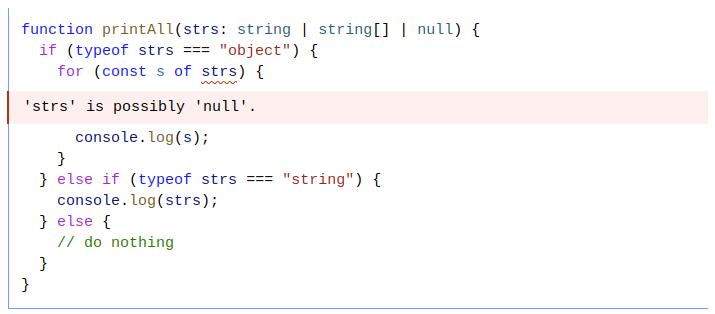 function printAll(strs: string | string[] | null) {
  if (typeof strs === "object") {
    for (const s of strs) {
'strs' is possibly 'null'.
      console.log(s);
    }
  } else if (typeof strs === "string") {
    console.log(strs);
  } else {
    // do nothing
  }
}